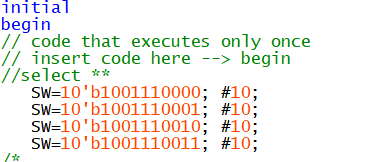 initial
begin
// code that executes only once
// insert code here --> begin
//select **
SW=10'b1001110000; #10;
SW=10'b1001110001; #10;
SW=10'b1001110010; #10;
SW=10'b1001110011; #10;
/*